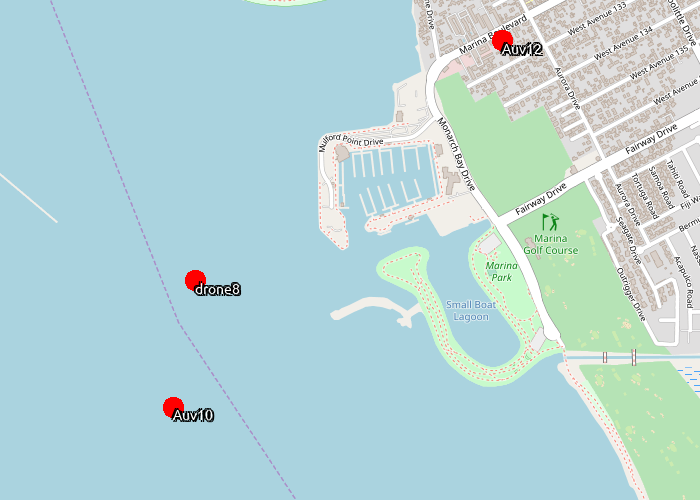 Marina Boulevard
West Avenue 133
West Avenue 134
West Avenue 135
West Avenue
Auv12
Aurora Drive
Monarch Bay Drive
Mulford Point Drive
Fairway Drive
Fairway Drive
Tahiti Road
Samoa Road
Tortuga Road
Aurora Drive
Seagate Drive
Outrigger Drive
Acapulco Road
Marina
Golf Course
Marina
Park
Small Boat
Lagoon
drone8
Auv10